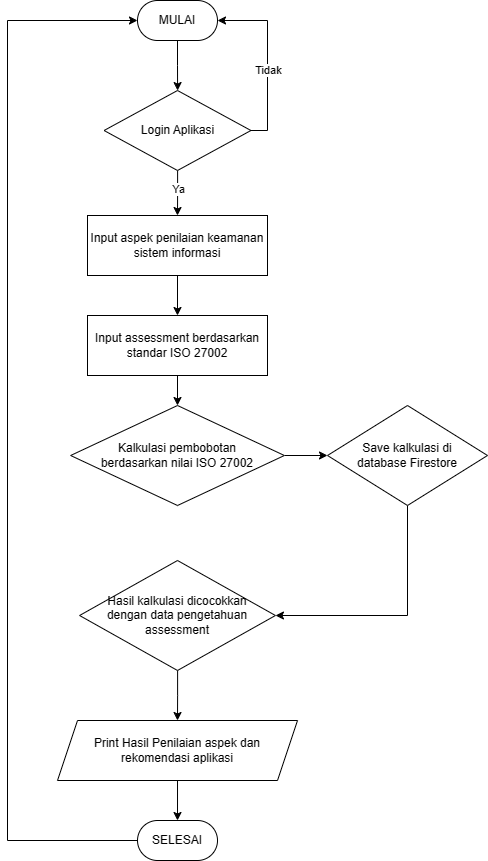 MULAI
Tidak
Login Aplikasi
Ya
Input aspek penilaian keamanan
sistem informasi
Input assessment berdasarkan
standar ISO 27002
Kalkulasi pembobotan
berdasarkan nilai ISO 27002
Save kalkulasi di
database Firestore
Hasil kalkulasi dicocokkan
dengan data pengetahuan
assessment
Print Hasil Penilaian aspek dan
rekomendasi aplikasi
SELESAI